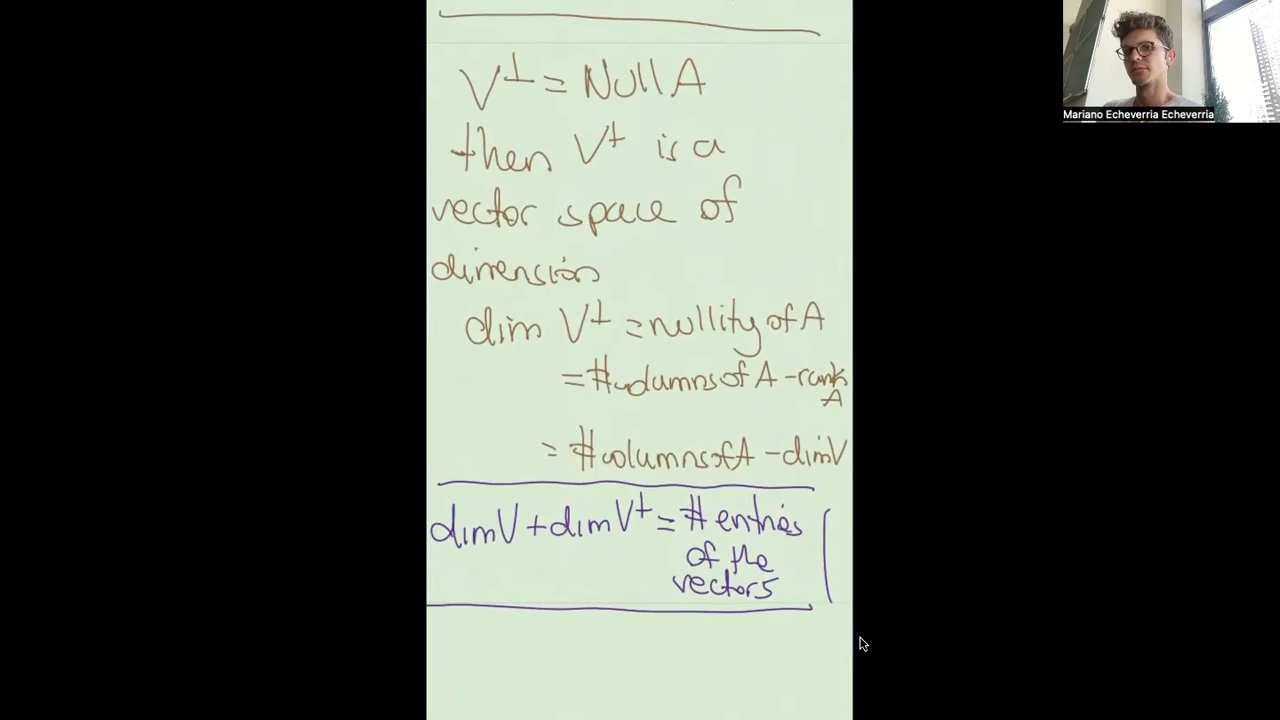 V⊥ = Null A
then V⊥ is a
vector space of
dimension
dim V⊥ = nullity of A
= # columns of A - rank
A
= # columns of A - dim V
dim V + dim V⊥ = # entries
of the
vectors
Mariano Echeverria Echeverria